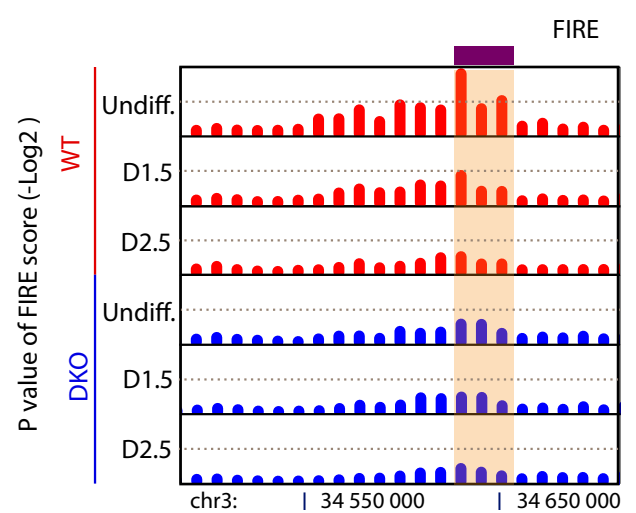 FIRE
P value of FIRE score (-Log2 )
WT
Undiff.
D1.5
D2.5
DKO
Undiff.
D1.5
D2.5
chr3: | 34 550 000 | 34 650 000